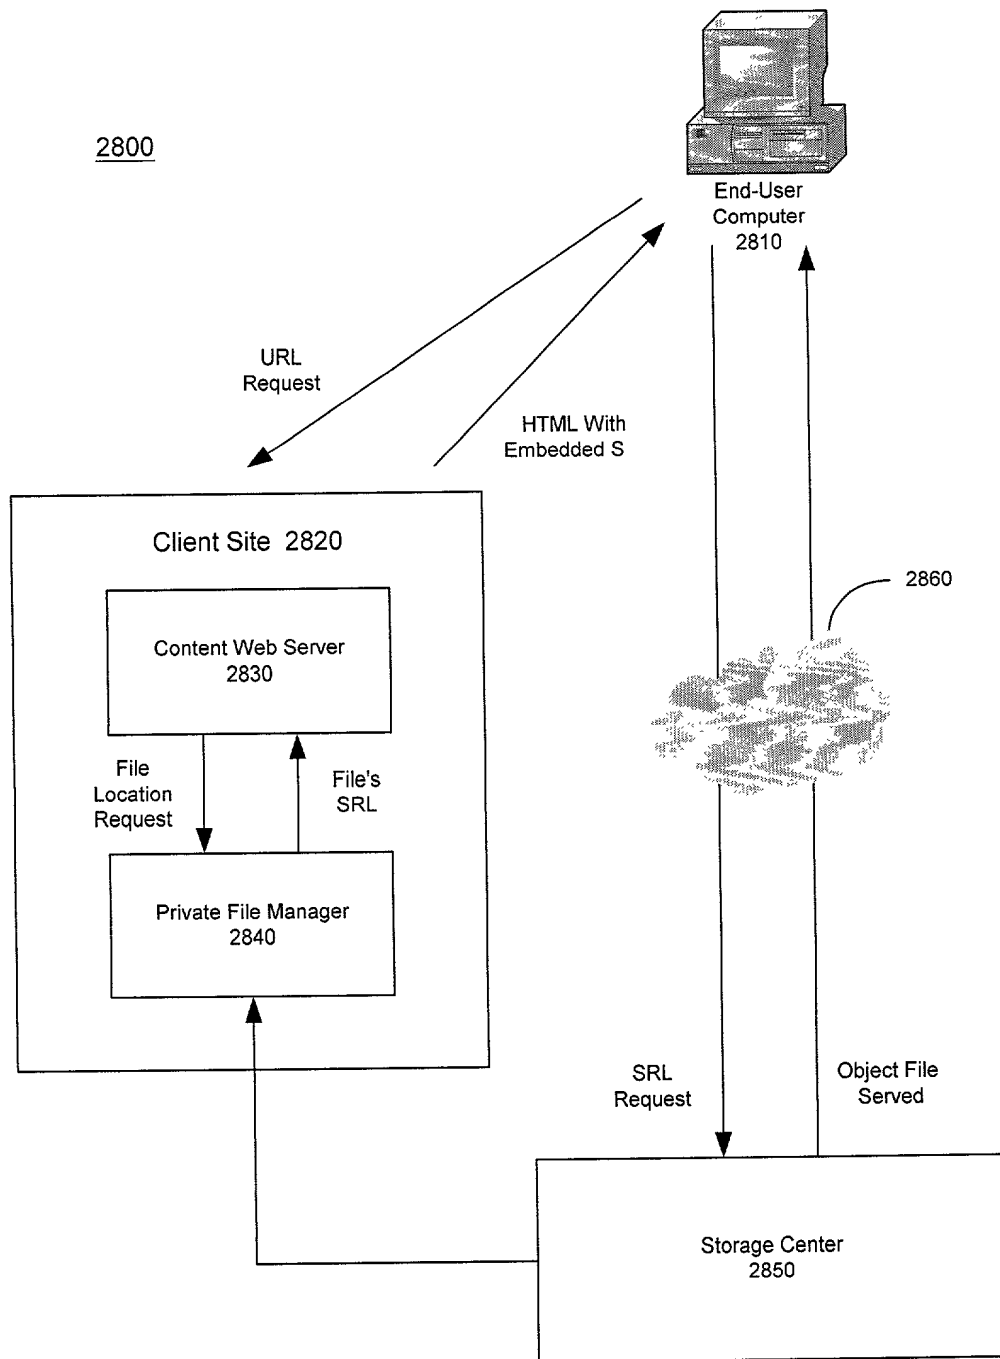 2800
End-User
Computer
2810
URL
Request
HTML With
Embedded S
Client Site 2820
2860
Content Web Server
2830
File
Location
Request
File's
SRL
Private File Manager
2840
SRL
Request
Object File
Served
Storage Center
2850